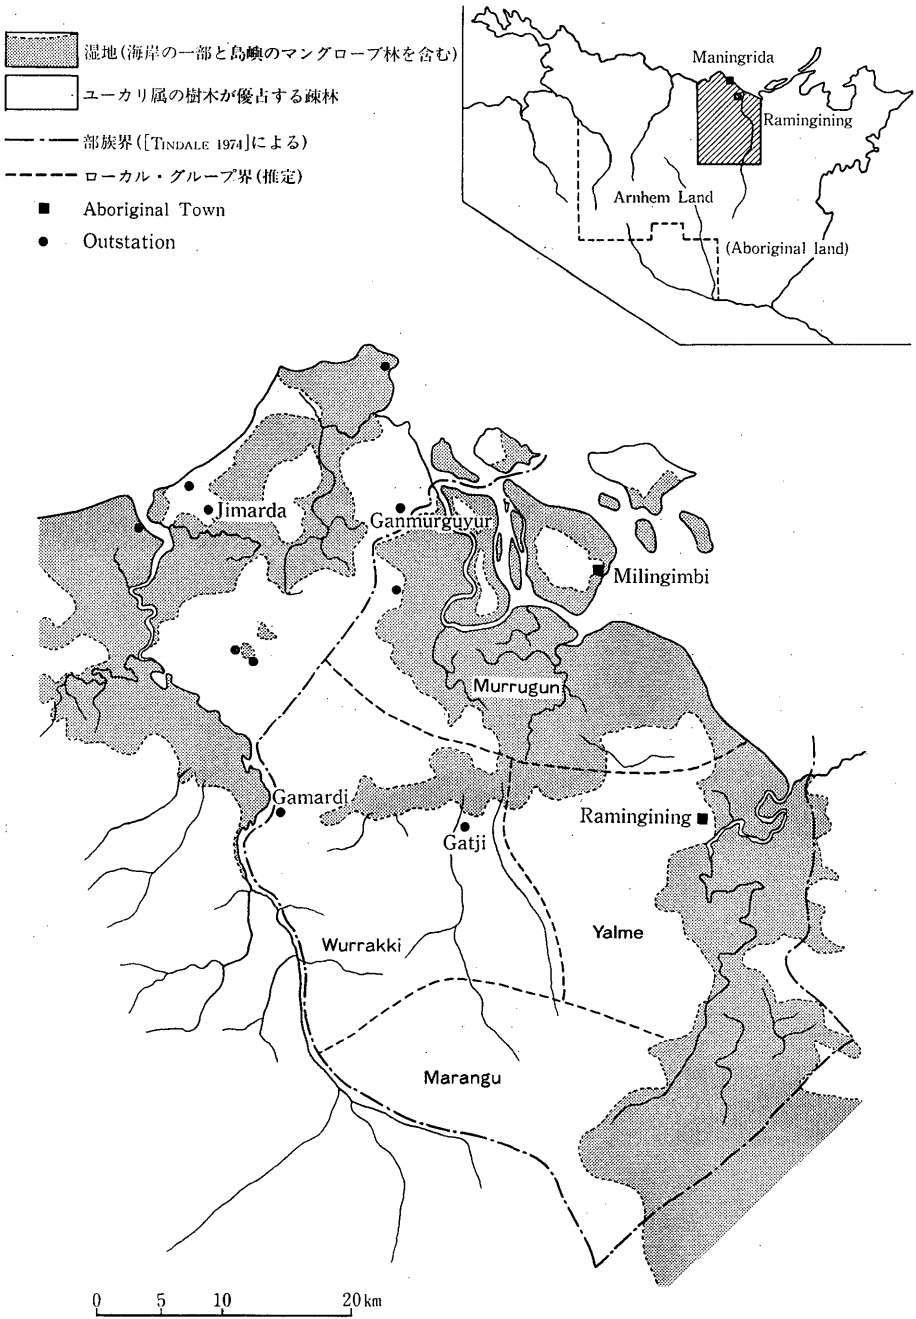 湿地(海岸の一部と島嶼のマングローブ林を含む)
ユーカリ属の樹木が優占する疎林
部族界([TINDALE 1974]による)
ローカル・グループ界(推定)
Aboriginal Town
Outstation
Maningrida
Ramingining
Arnhem Land
(Aboriginal land)
Jimarda
Ganmurguyur
Milingimbi
Murrugun
Gamardi
Ramingining
Gatji
Yalme
Wurrakki
Marangu
0 5 10 20km